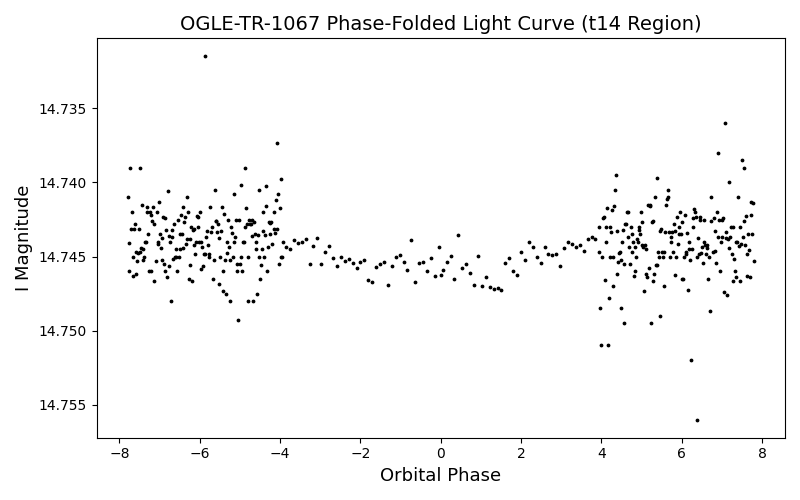 OGLE-TR-1067 Phase-Folded Light Curve (t14 Region)
I Magnitude
14.735
14.740
14.745
14.750
14.755
−8 −6 −4 −2 0 2 4 6 8
Orbital Phase